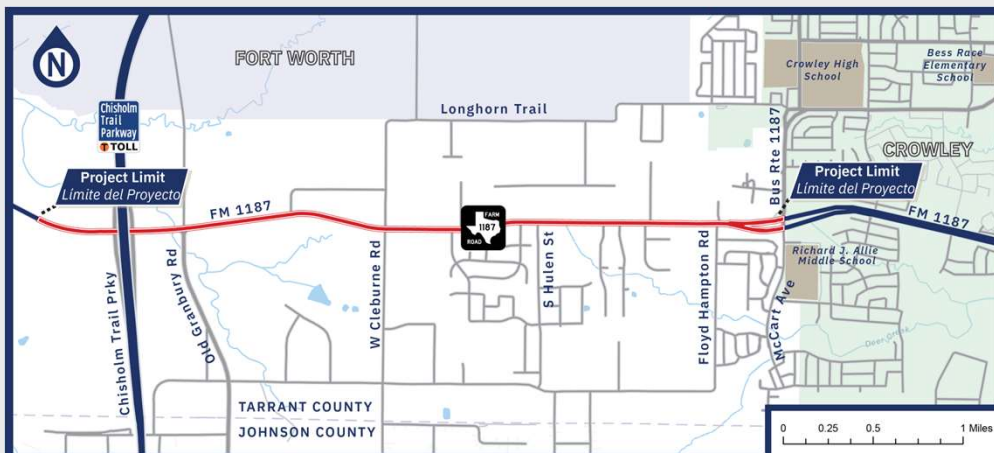 N
FORT WORTH
Crowley High
School
Bess Race
Elementary
School
Chisholm
Trail
Parkway
TOLL
Longhorn Trail
Bus Rte 1187
CROWLEY
Project Limit
Límite del Proyecto
Project Limit
Límite del Proyecto
FM 1187
FARM
1187
ROAD
FM 1187
Richard J. Allie
Middle School
Chisholm Trail Prky
Old Granbury Rd
W Cleburne Rd
S Hulen St
Floyd Hampton Rd
McCart Ave
Deer Creek
TARRANT COUNTY
JOHNSON COUNTY
0 0.25 0.5 1 Miles